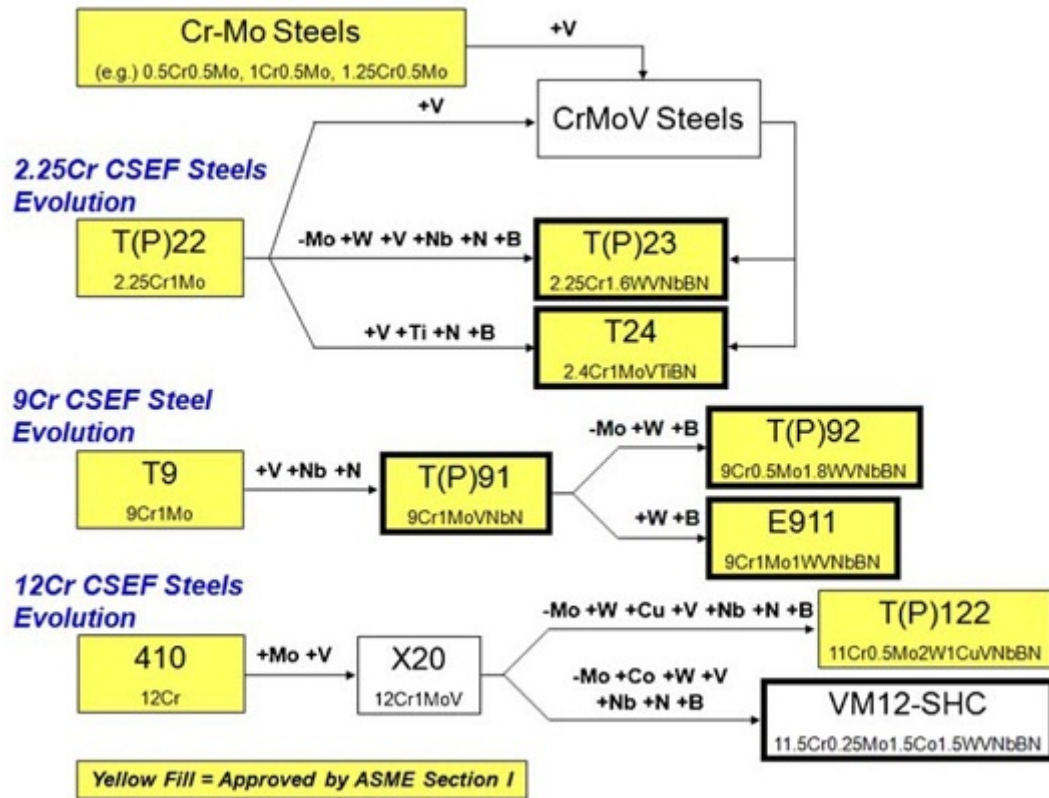 Cr-Mo Steels
(e.g.) 0.5Cr0.5Mo, 1Cr0.5Mo, 1.25Cr0.5Mo
+V
CrMoV Steels
+V
2.25Cr CSEF Steels
Evolution
T(P)22
2.25Cr1Mo
-Mo +W +V +Nb +N +B
T(P)23
2.25Cr1.6WVNbBN
+V +Ti +N +B
T24
2.4Cr1MoVTiBN
9Cr CSEF Steel
Evolution
T9
9Cr1Mo
+V +Nb +N
T(P)91
9Cr1MoVNbN
-Mo +W +B
T(P)92
9Cr0.5Mo1.8WVNbBN
+W +B
E911
9Cr1Mo1WVNbBN
12Cr CSEF Steels
Evolution
410
12Cr
+Mo +V
X20
12Cr1MoV
-Mo +W +Cu +V +Nb +N +B
T(P)122
11Cr0.5Mo2W1CuVNbBN
-Mo +Co +W +V
+Nb +N +B
VM12-SHC
11.5Cr0.25Mo1.5Co1.5WVNbBN
Yellow Fill = Approved by ASME Section I